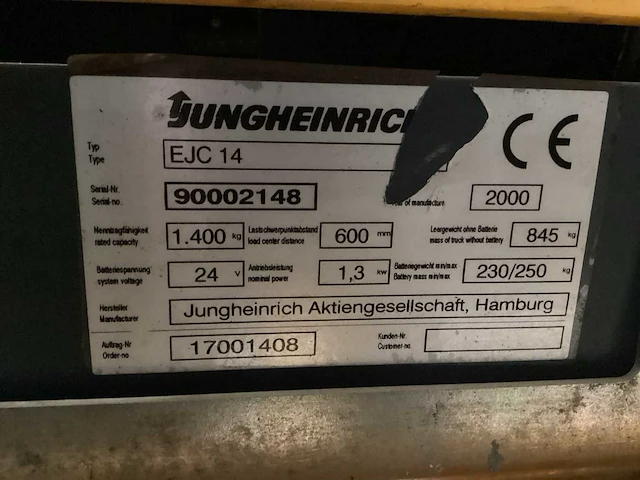 JUNGHEINRICH
CE
Typ
Type
EJC 14
Serial-Nr.
Serial-no.
90002148
of manufacture
2000
Nenntragfähigkeit
rated capacity
1.400 kg
Lastschwerpunktabstand
load center distance
600 mm
Leergewicht ohne Batterie
mass of truck without battery
845 kg
Batteriespannung
system voltage
24 V
Antriebsleistung
nominal power
1,3 kw
Batteriegewicht min/max
Battery mass min/max
230/250 kg
Hersteller
Manufacturer
Jungheinrich Aktiengesellschaft, Hamburg
Auftrag-Nr
Order-no
17001408
Kunden-Nr.
Customer-no.